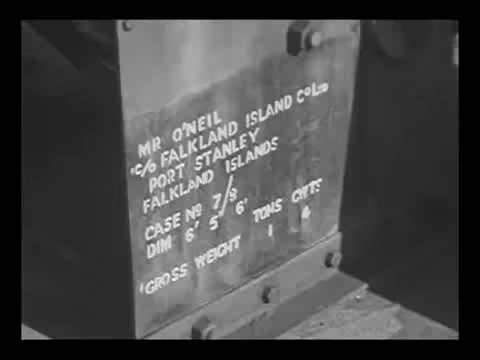 MR O'NEIL
C/O FALKLAND ISLAND CO LTD
PORT STANLEY
FALKLAND ISLANDS
CASE NO 7/8
DIM 6' 5' 6'
TONS CWTS
GROSS WEIGHT 1 4